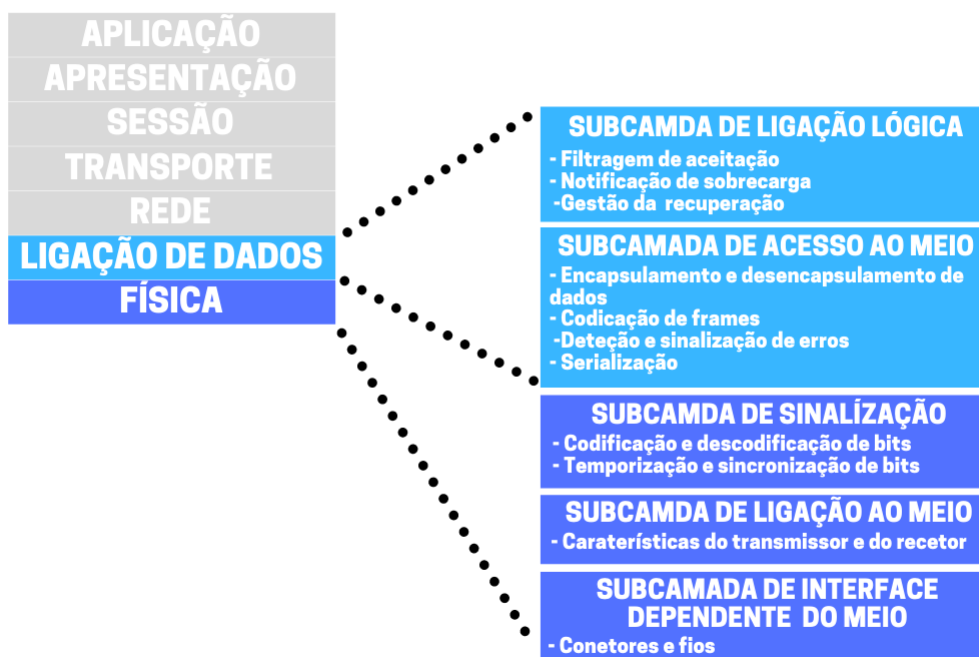 APLICAÇÃO
APRESENTAÇÃO
SESSÃO
TRANSPORTE
REDE
LIGAÇÃO DE DADOS
FÍSICA
SUBCAMDA DE LIGAÇÃO LÓGICA
- Filtragem de aceitação
- Notificação de sobrecarga
-Gestão da recuperação
SUBCAMADA DE ACESSO AO MEIO
- Encapsulamento e desencapsulamento de
dados
- Codicação de frames
-Deteção e sinalização de erros
- Serialização
SUBCAMDA DE SINALÍZAÇÃO
- Codificação e descodificação de bits
- Temporização e sincronização de bits
SUBCAMDA DE LIGAÇÃO AO MEIO
- Caraterísticas do transmissor e do recetor
SUBCAMADA DE INTERFACE
DEPENDENTE DO MEIO
- Conetores e fios